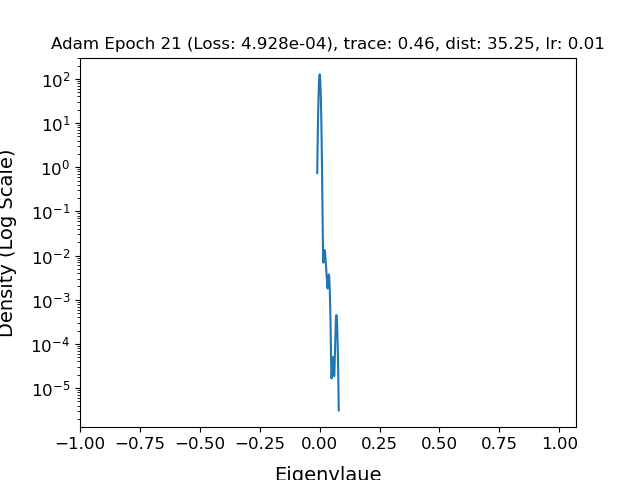 Adam Epoch 21 (Loss: 4.928e-04), trace: 0.46, dist: 35.25, lr: 0.01
Density (Log Scale)
10²
10¹
10⁰
10⁻¹
10⁻²
10⁻³
10⁻⁴
10⁻⁵
−1.00 −0.75 −0.50 −0.25 0.00 0.25 0.50 0.75 1.00
Eigenvlaue